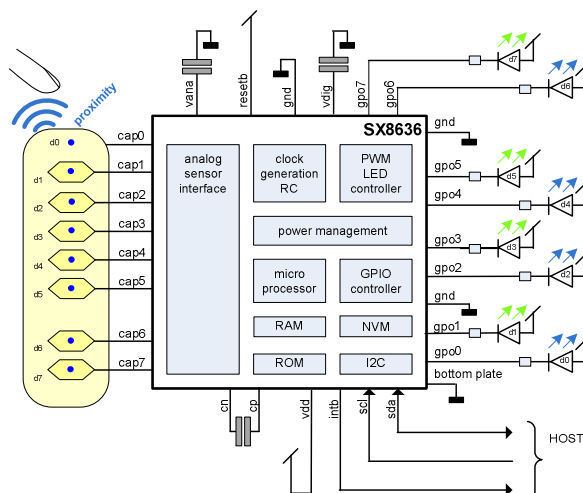 proximity
vana
resetb
gnd
vdig
gpo7
gpo6
d7
d6
SX8636
d0
cap0
d1
cap1
d2
cap2
d3
cap3
d4
cap4
d5
cap5
d6
cap6
d7
cap7
analog
sensor
interface
clock
generation
RC
PWM
LED
controller
power management
micro
processor
GPIO
controller
RAM
NVM
ROM
I2C
gnd
gpo5
d5
gpo4
d4
gpo3
d3
gpo2
d2
gnd
gpo1
d1
gpo0
d0
bottom plate
cn
cp
vdd
intb
scl
sda
HOST